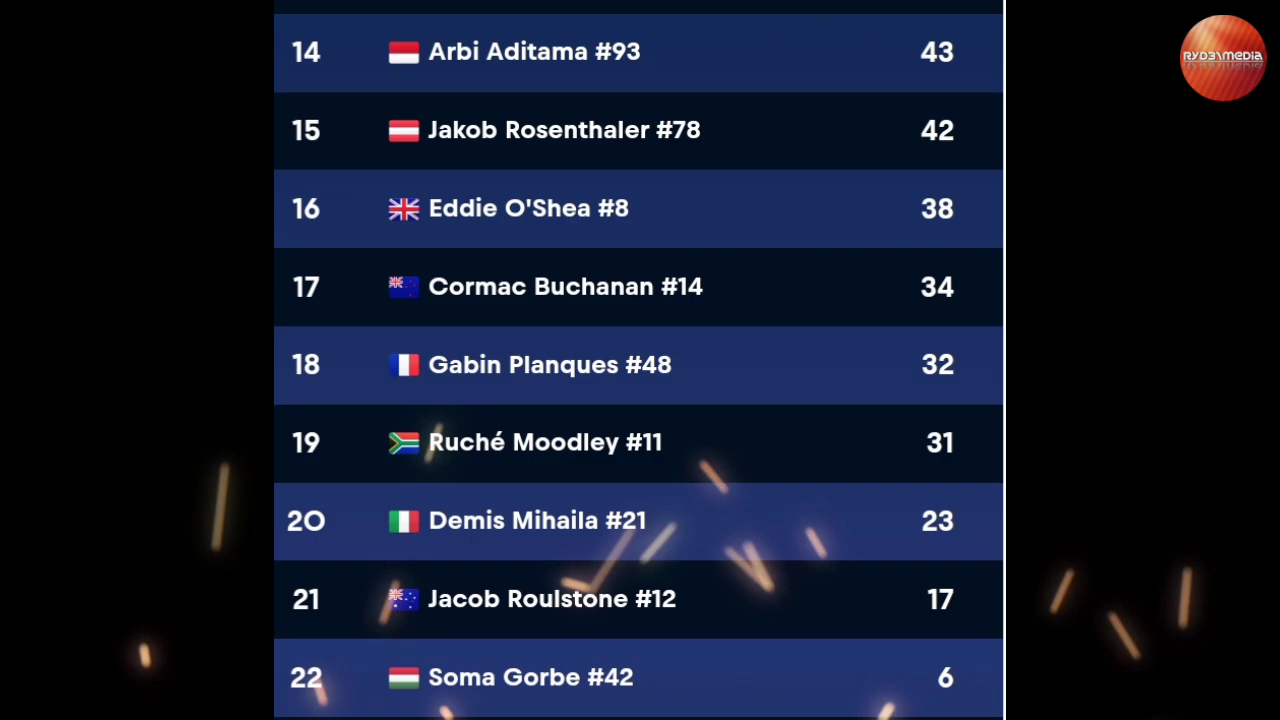 RYD3\MEDIA
14 Arbi Aditama #93 43
15 Jakob Rosenthaler #78 42
16 Eddie O'Shea #8 38
17 Cormac Buchanan #14 34
18 Gabin Planques #48 32
19 Ruché Moodley #11 31
20 Demis Mihaila #21 23
21 Jacob Roulstone #12 17
22 Soma Gorbe #42 6